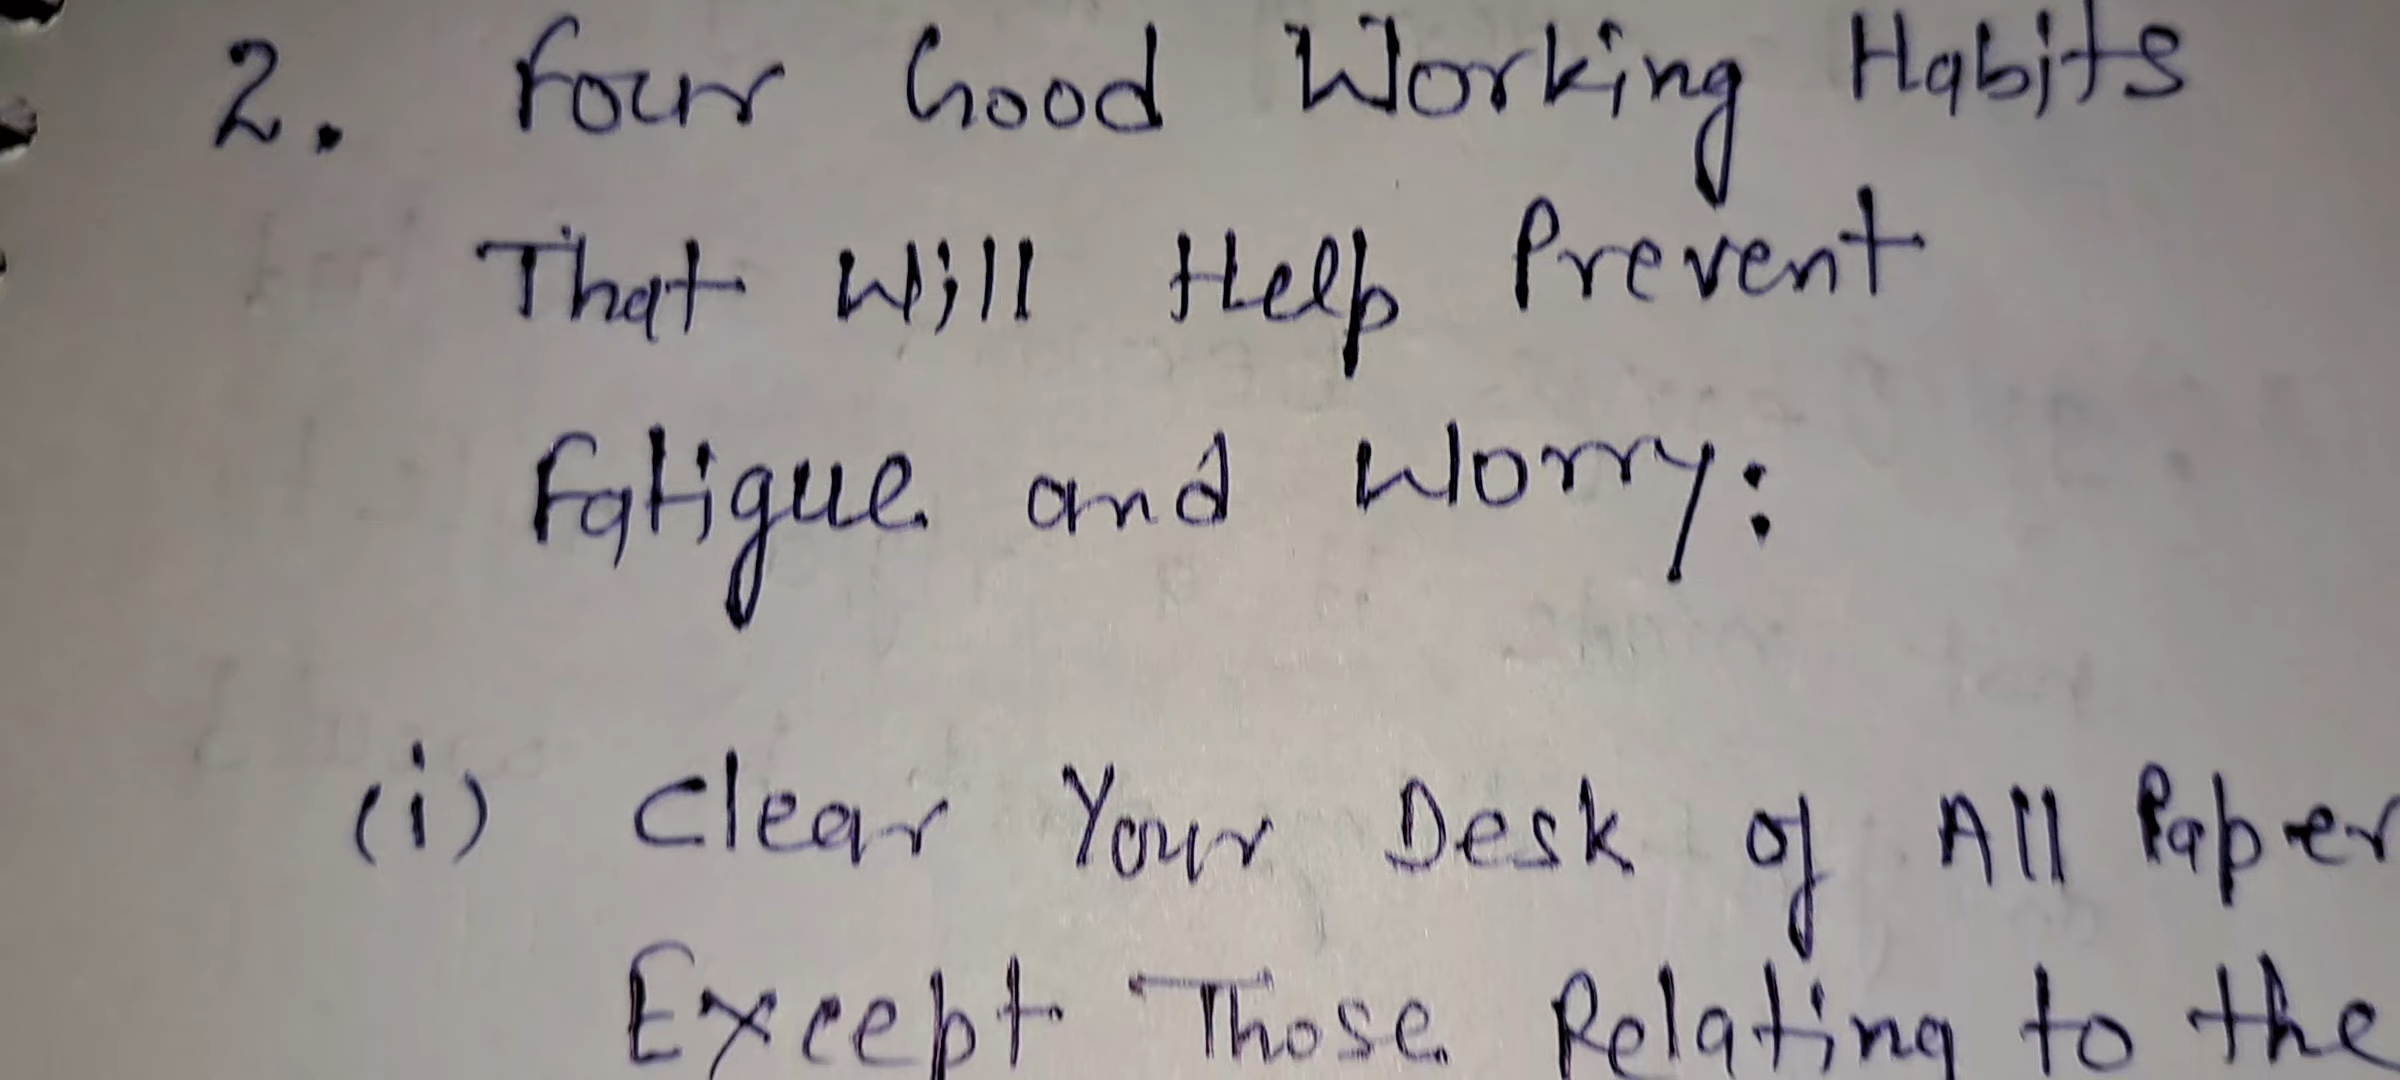 2. Four Good Working Habits
That Will Help Prevent
Fatigue and Worry:
(i) Clear Your Desk of All Paper
Except Those Relating to the